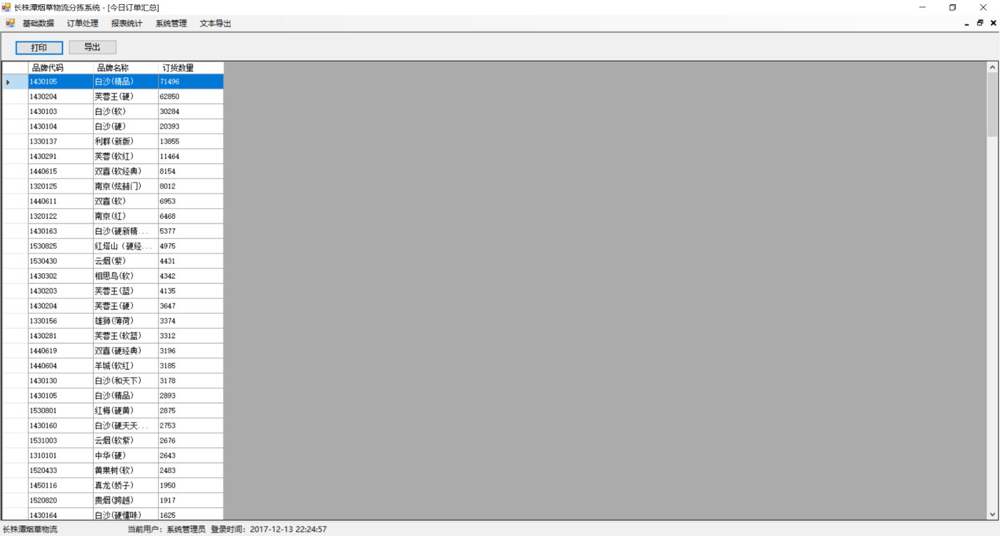 长株潭烟草物流分拣系统 - [今日订单汇总]
基础数据 订单处理 报表统计 系统管理 文本导出
打印 导出
品牌代码 品牌名称 订货数量
1430105 白沙(精品) 71496
1430204 芙蓉王(硬) 62850
1430103 白沙(软) 30284
1430104 白沙(硬) 20393
1330137 利群(新版) 13855
1430291 芙蓉(软红) 11464
1440615 双喜(软经典) 8154
1320125 南京(炫赫门) 8012
1440611 双喜(软) 6953
1320122 南京(红) 6468
1430163 白沙(硬新精... 5377
1530825 红塔山（硬经... 4975
1530430 云烟(紫) 4431
1430302 相思鸟(软) 4342
1430203 芙蓉王(蓝) 4135
1430204 芙蓉王(硬) 3647
1330156 雄狮(薄荷) 3374
1430281 芙蓉王(软蓝) 3312
1440619 双喜(硬经典) 3196
1440604 羊城(软红) 3185
1430130 白沙(和天下) 3178
1430105 白沙(精品) 2893
1530801 红梅(硬黄) 2875
1430160 白沙(硬天天... 2753
1531003 云烟(软紫) 2676
1310101 中华(硬) 2643
1520433 黄果树(软) 2483
1450116 真龙(娇子) 1950
1520820 贵烟(跨越) 1917
1430164 白沙(硬懂味) 1625
长株潭烟草物流 当前用户：系统管理员 登录时间：2017-12-13 22:24:57